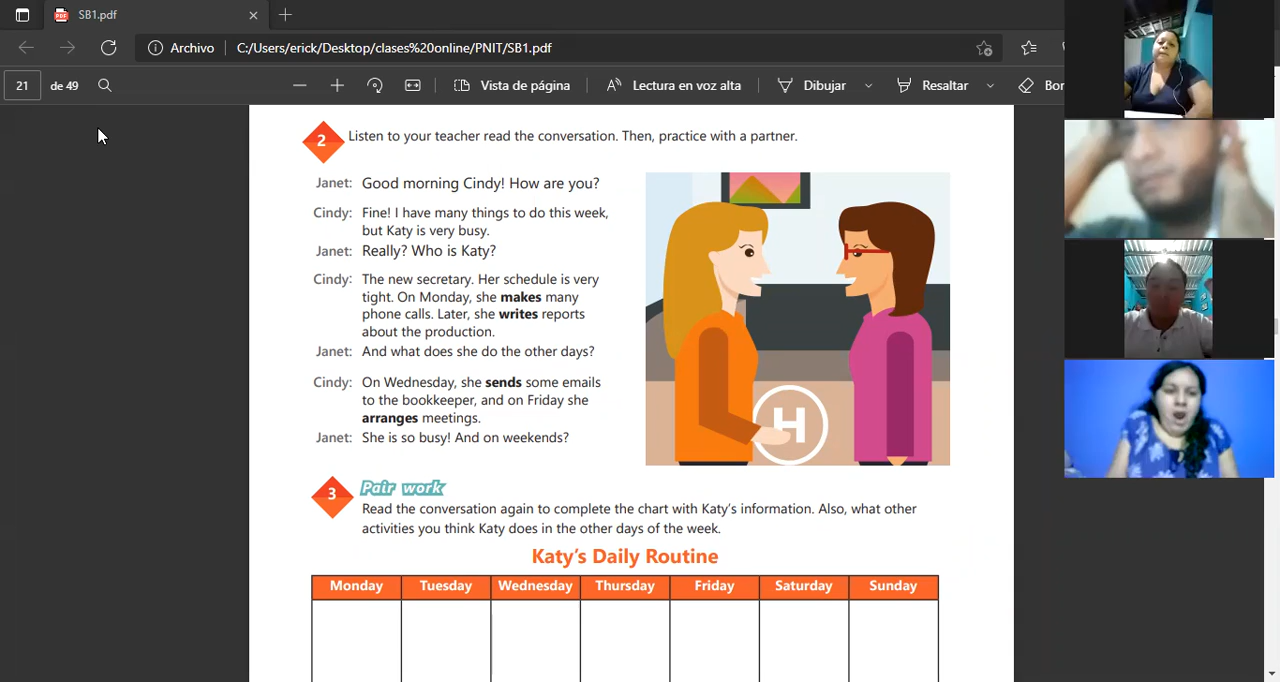 SB1.pdf
Archivo C:/Users/erick/Desktop/clases%20online/PNIT/SB1.pdf
21 de 49 Vista de página Lectura en voz alta Dibujar Resaltar Bor
2 Listen to your teacher read the conversation. Then, practice with a partner.
Janet: Good morning Cindy! How are you?
Cindy: Fine! I have many things to do this week,
but Katy is very busy.
Janet: Really? Who is Katy?
Cindy: The new secretary. Her schedule is very
tight. On Monday, she makes many
phone calls. Later, she writes reports
about the production.
Janet: And what does she do the other days?
Cindy: On Wednesday, she sends some emails
to the bookkeeper, and on Friday she
arranges meetings.
Janet: She is so busy! And on weekends?
H
3 Pair work
Read the conversation again to complete the chart with Katy's information. Also, what other
activities you think Katy does in the other days of the week.
Katy's Daily Routine
Monday Tuesday Wednesday Thursday Friday Saturday Sunday